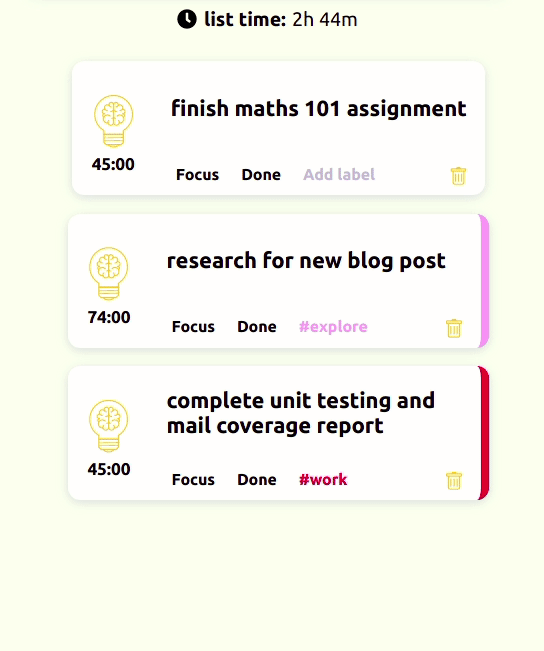 list time: 2h 44m
finish maths 101 assignment
45:00
Focus Done Add label
research for new blog post
74:00
Focus Done #explore
complete unit testing and
mail coverage report
45:00
Focus Done #work